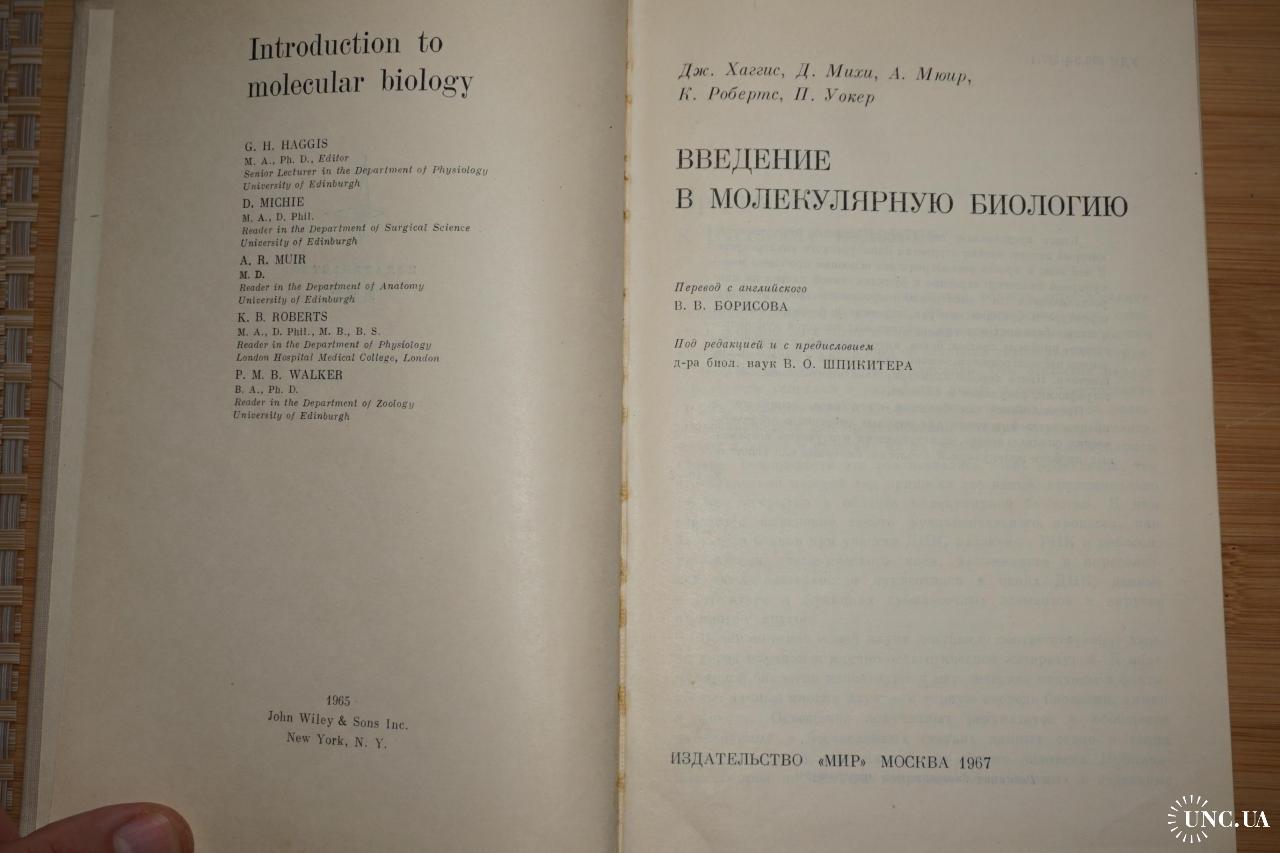 Introduction to
molecular biology
G. H. HAGGIS
M. A., Ph. D., Editor
Senior Lecturer in the Department of Physiology
University of Edinburgh
D. MICHIE
M. A., D. Phil.
Reader in the Department of Surgical Science
University of Edinburgh
A. R. MUIR
M. D.
Reader in the Department of Anatomy
University of Edinburgh
K. B. ROBERTS
M. A., D. Phil., M. B., B. S.
Reader in the Department of Physiology
London Hospital Medical College, London
P. M. B. WALKER
B. A., Ph. D.
Reader in the Department of Zoology
University of Edinburgh
1965
John Wiley & Sons Inc.
New York, N. Y.
Дж. Хаггис, Д. Михи, А. Мюир,
К. Робертс, П. Уокер
ВВЕДЕНИЕ
В МОЛЕКУЛЯРНУЮ БИОЛОГИЮ
Перевод с английского
В. В. БОРИСОВА
Под редакцией и с предисловием
д-ра биол. наук В. О. ШПИКИТЕРА
ИЗДАТЕЛЬСТВО «МИР» МОСКВА 1967
UNC.UA